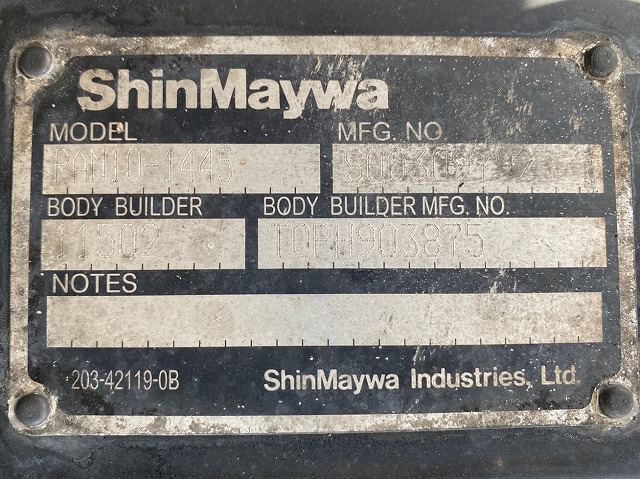 ShinMaywa
MODEL MFG. NO
RAM10-1445
BODY BUILDER BODY BUILDER MFG. NO.
11502 TOPH903875
NOTES
203-42119-0B ShinMaywa Industries, Ltd.